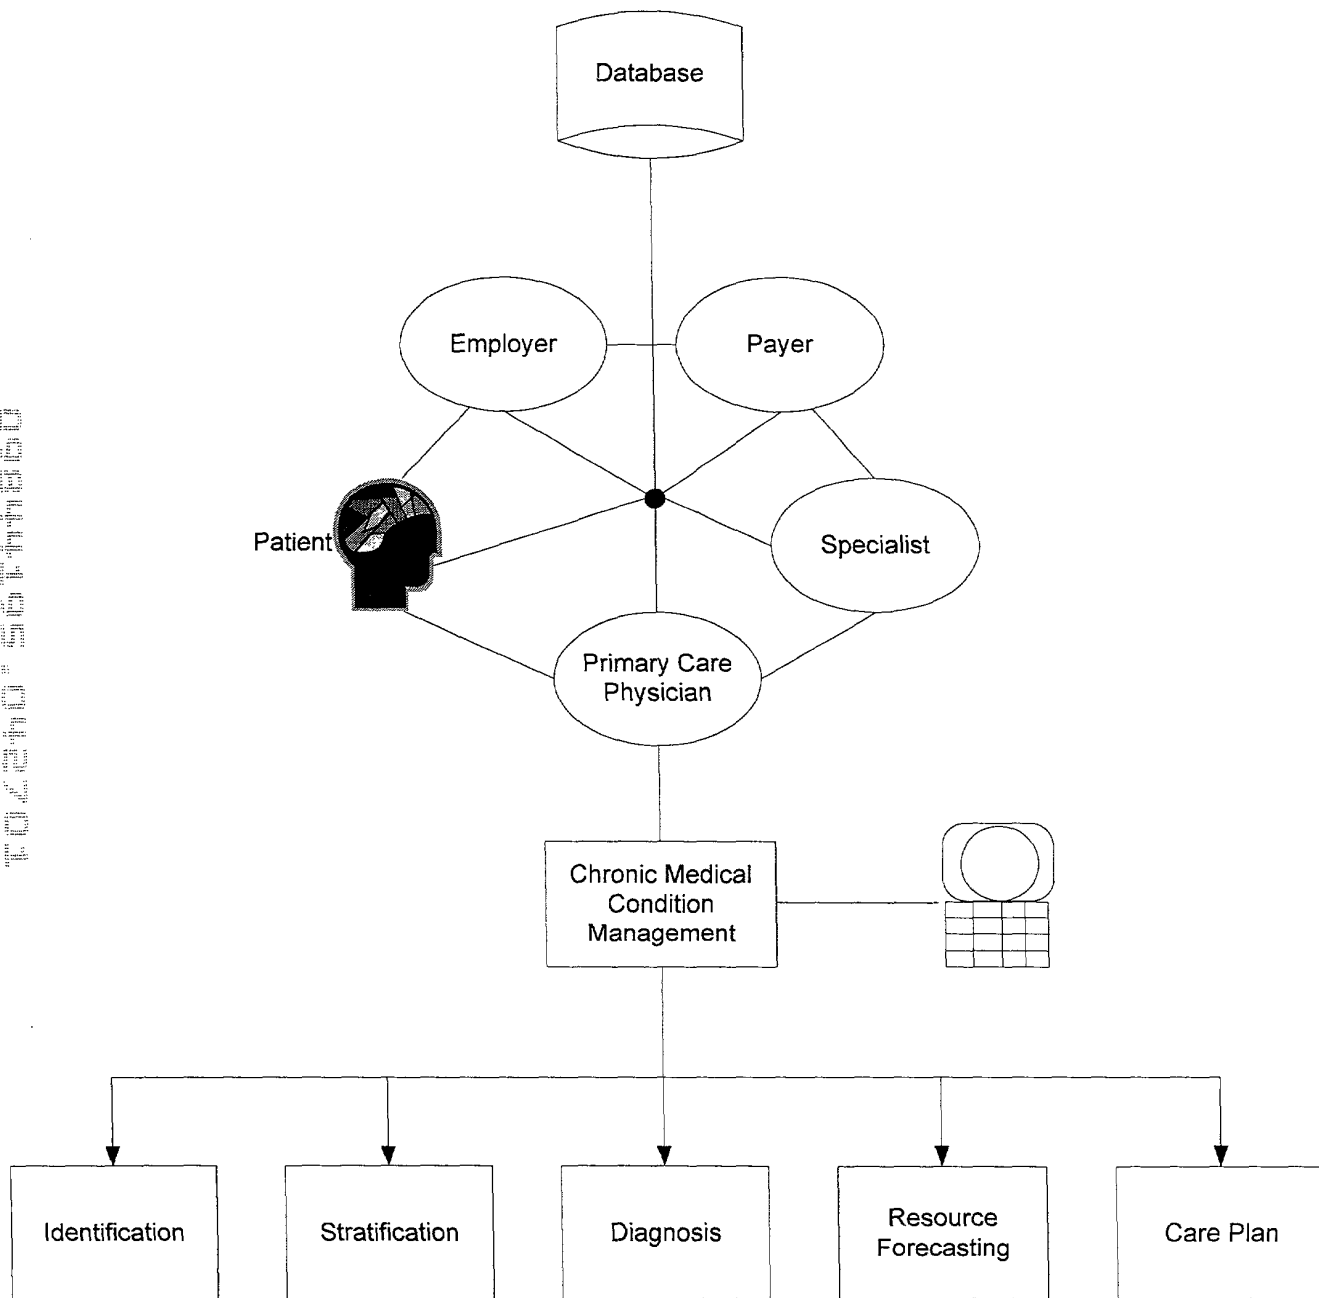 Database
Employer
Payer
Patient
Specialist
Primary Care
Physician
Chronic Medical
Condition
Management
Identification
Stratification
Diagnosis
Resource
Forecasting
Care Plan